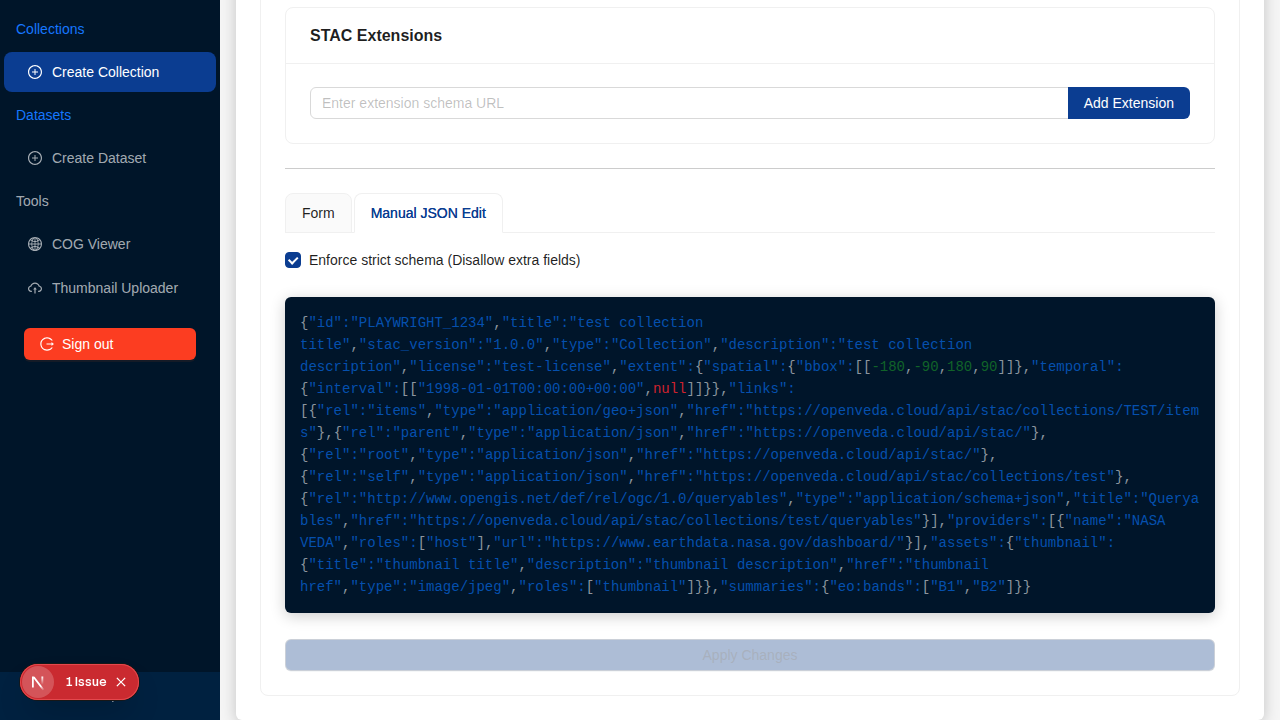 Collections
Create Collection
Datasets
Create Dataset
Tools
COG Viewer
Thumbnail Uploader
Sign out
1 Issue
STAC Extensions
Enter extension schema URL
Add Extension
Form
Manual JSON Edit
Enforce strict schema (Disallow extra fields)
{"id":"PLAYWRIGHT_1234","title":"test collection
title","stac_version":"1.0.0","type":"Collection","description":"test collection
description","license":"test-license","extent":{"spatial":{"bbox":[[-180,-90,180,90]]},"temporal":
{"interval":[["1998-01-01T00:00:00+00:00",null]]}},"links":
[{"rel":"items","type":"application/geo+json","href":"https://openveda.cloud/api/stac/collections/TEST/item
s"},{"rel":"parent","type":"application/json","href":"https://openveda.cloud/api/stac/"},
{"rel":"root","type":"application/json","href":"https://openveda.cloud/api/stac/"},
{"rel":"self","type":"application/json","href":"https://openveda.cloud/api/stac/collections/test"},
{"rel":"http://www.opengis.net/def/rel/ogc/1.0/queryables","type":"application/schema+json","title":"Querya
bles","href":"https://openveda.cloud/api/stac/collections/test/queryables"}],"providers":[{"name":"NASA
VEDA","roles":["host"],"url":"https://www.earthdata.nasa.gov/dashboard/"}],"assets":{"thumbnail":
{"title":"thumbnail title","description":"thumbnail description","href":"thumbnail
href","type":"image/jpeg","roles":["thumbnail"]}},"summaries":{"eo:bands":["B1","B2"]}}
Apply Changes